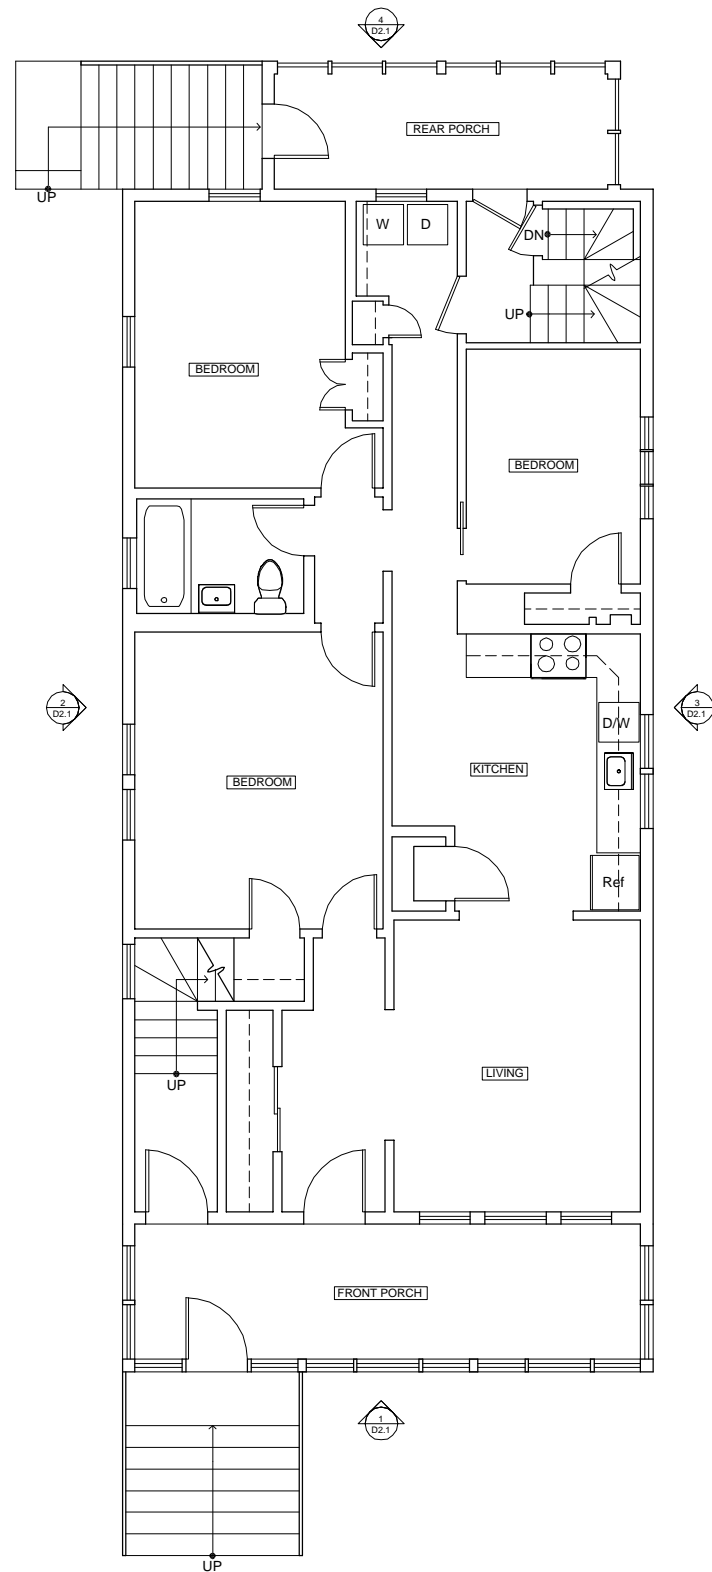 4
D2.1
REAR PORCH
UP
W D
DN
UP
BEDROOM
BEDROOM
2
D2.1
3
D2.1
D/W
KITCHEN
BEDROOM
Ref
LIVING
UP
FRONT PORCH
1
D2.1
UP